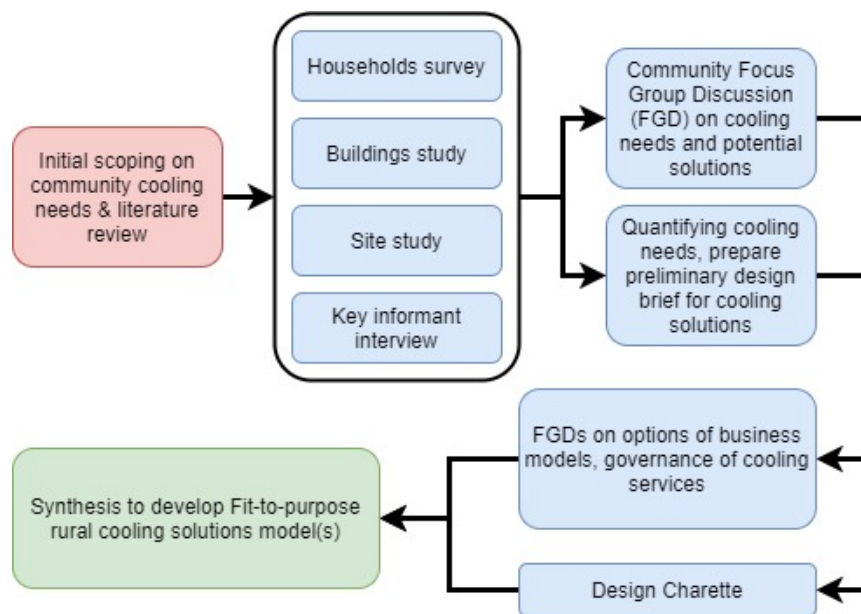 Initial scoping on
community cooling
needs & literature
review
Households survey
Buildings study
Site study
Key informant
interview
Community Focus
Group Discussion
(FGD) on cooling
needs and potential
solutions
Quantifying cooling
needs, prepare
preliminary design
brief for cooling
solutions
FGDs on options of business
models, governance of cooling
services
Design Charette
Synthesis to develop Fit-to-purpose
rural cooling solutions model(s)